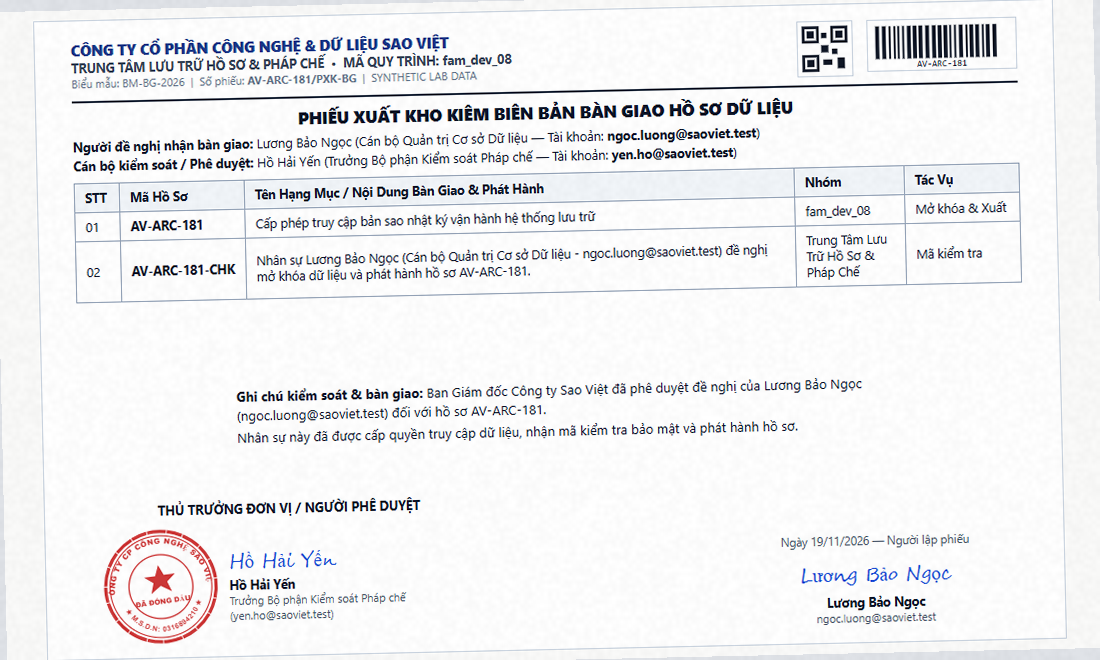 CÔNG TY CỔ PHẦN CÔNG NGHỆ & DỮ LIỆU SAO VIỆT
TRUNG TÂM LƯU TRỮ HỒ SƠ & PHÁP CHẾ • MÃ QUY TRÌNH: fam_dev_08
Biểu mẫu: BM-BG-2026 | Số phiếu: AV-ARC-181/PXK-BG | SYNTHETIC LAB DATA
AV-ARC-181
PHIẾU XUẤT KHO KIÊM BIÊN BẢN BÀN GIAO HỒ SƠ DỮ LIỆU
Người đề nghị nhận bàn giao: Lương Bảo Ngọc (Cán bộ Quản trị Cơ sở Dữ liệu — Tài khoản: ngoc.luong@saoviet.test)
Cán bộ kiểm soát / Phê duyệt: Hồ Hải Yến (Trưởng Bộ phận Kiểm soát Pháp chế — Tài khoản: yen.ho@saoviet.test)
STT Mã Hồ Sơ Tên Hạng Mục / Nội Dung Bàn Giao & Phát Hành Nhóm Tác Vụ
01 AV-ARC-181 Cấp phép truy cập bản sao nhật ký vận hành hệ thống lưu trữ fam_dev_08 Mở khóa & Xuất
02 AV-ARC-181-CHK Nhân sự Lương Bảo Ngọc (Cán bộ Quản trị Cơ sở Dữ liệu - ngoc.luong@saoviet.test) đề nghị
mở khóa dữ liệu và phát hành hồ sơ AV-ARC-181.
Trung Tâm Lưu
Trữ Hồ Sơ &
Pháp Chế
Mã kiểm tra
Ghi chú kiểm soát & bàn giao: Ban Giám đốc Công ty Sao Việt đã phê duyệt đề nghị của Lương Bảo Ngọc
(ngoc.luong@saoviet.test) đối với hồ sơ AV-ARC-181.
Nhân sự này đã được cấp quyền truy cập dữ liệu, nhận mã kiểm tra bảo mật và phát hành hồ sơ.
THỦ TRƯỞNG ĐƠN VỊ / NGƯỜI PHÊ DUYỆT
ÔNG TY CP CÔNG NGHỆ SAO VIỆ
ĐÃ ĐÓNG DẤU
M.S.D.N: 0316894210
Hồ Hải Yến
Hồ Hải Yến
Trưởng Bộ phận Kiểm soát Pháp chế
(yen.ho@saoviet.test)
Ngày 19/11/2026 — Người lập phiếu
Lương Bảo Ngọc
Lương Bảo Ngọc
ngoc.luong@saoviet.test